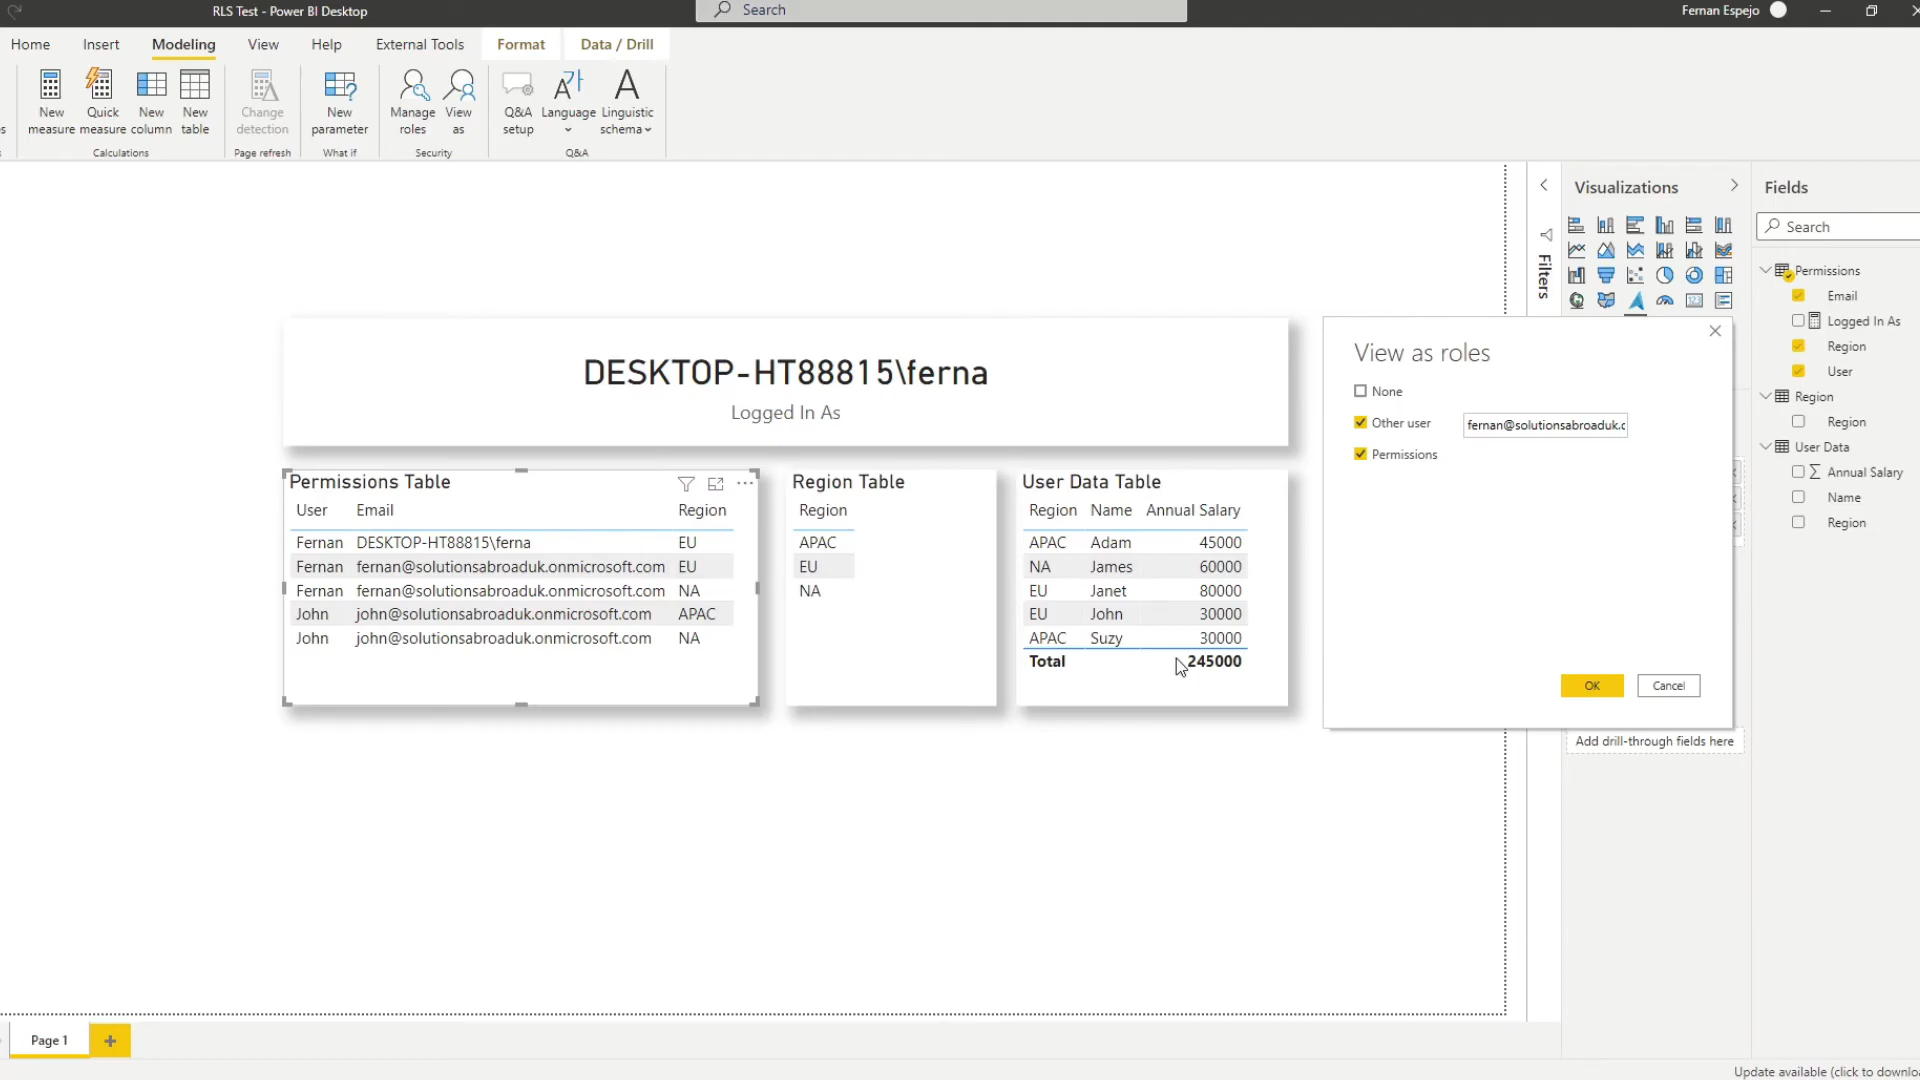 RLS Test - Power BI Desktop
Search
Fernan Espejo
Home Insert Modeling View Help External Tools Format Data / Drill
New measure
Quick measure
New column
New table
Calculations
Change detection
Page refresh
New parameter
What if
Manage roles
View as
Security
Q&A setup
Language
Linguistic schema
Q&A
DESKTOP-HT88815\ferna
Logged In As
Permissions Table
User Email Region
Fernan DESKTOP-HT88815\ferna EU
Fernan fernan@solutionsabroaduk.onmicrosoft.com EU
Fernan fernan@solutionsabroaduk.onmicrosoft.com NA
John john@solutionsabroaduk.onmicrosoft.com APAC
John john@solutionsabroaduk.onmicrosoft.com NA
Region Table
Region
APAC
EU
NA
User Data Table
Region Name Annual Salary
APAC Adam 45000
NA James 60000
EU Janet 80000
EU John 30000
APAC Suzy 30000
Total 245000
Filters
Visualizations
View as roles
None
Other user fernan@solutionsabroaduk.c
Permissions
OK Cancel
Add drill-through fields here
Fields
Search
Permissions
Email
Logged In As
Region
User
Region
Region
User Data
Annual Salary
Name
Region
Page 1
Update available (click to downlo